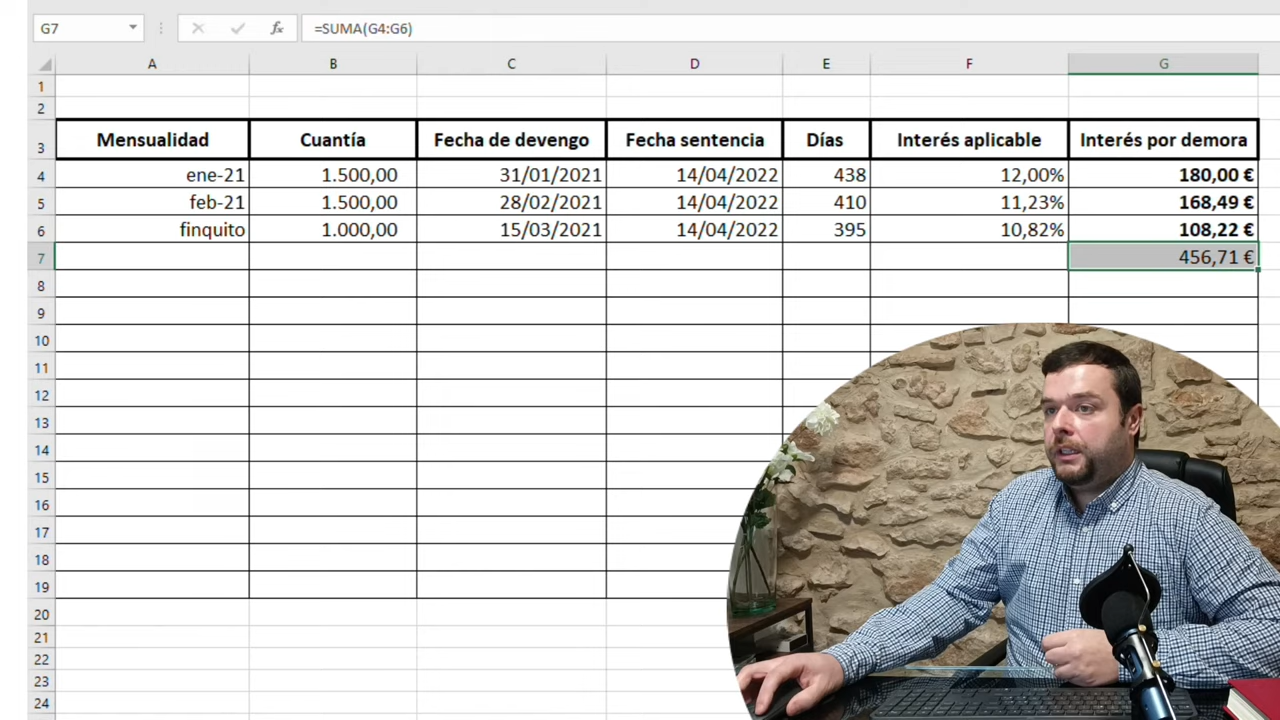 G7 fx =SUMA(G4:G6)
A B C D E F G
1
2
3 Mensualidad Cuantía Fecha de devengo Fecha sentencia Días Interés aplicable Interés por demora
4 ene-21 1.500,00 31/01/2021 14/04/2022 438 12,00% 180,00 €
5 feb-21 1.500,00 28/02/2021 14/04/2022 410 11,23% 168,49 €
6 finquito 1.000,00 15/03/2021 14/04/2022 395 10,82% 108,22 €
7 456,71 €
8
9
10
11
12
13
14
15
16
17
18
19
20
21
22
23
24